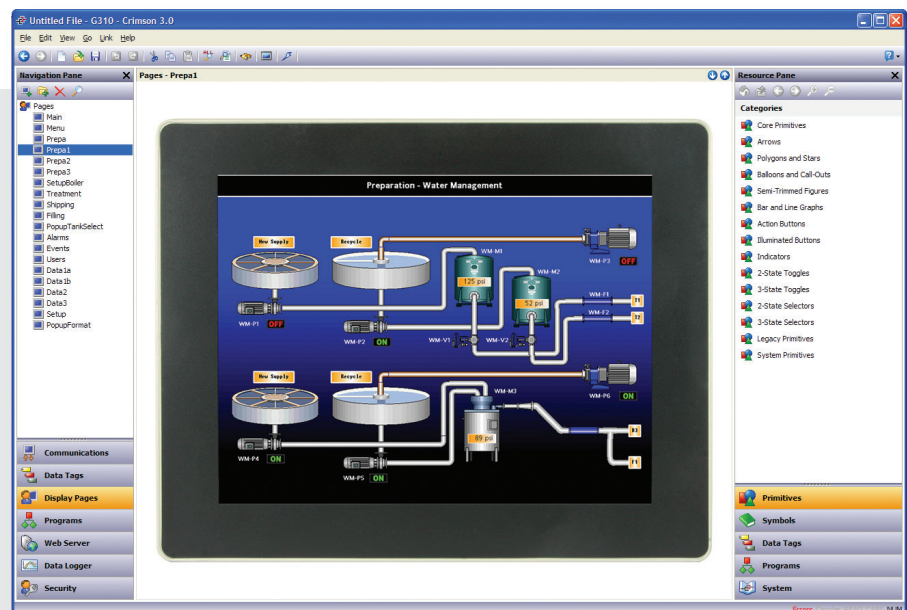 Untitled File - G310 - Crimson 3.0
File Edit View Go Link Help
Navigation Pane
Pages - Prepa1
Resource Pane
Pages
Main
Menu
Prepa
Prepa1
Prepa2
Prepa3
SetupBoiler
Treatment
Shipping
Filling
PopupTankSelect
Alarms
Events
Users
Data1a
Data1b
Data2
Data3
Setup
PopupFormat
Communications
Data Tags
Display Pages
Programs
Web Server
Data Logger
Security
Preparation - Water Management
New Supply
Recycle
WM-M1
WM-P3 OFF
WM-M2
125 psi
52 psi
WM-F1
WM-F2
WM-P1 OFF
WM-P2 ON
WM-V1
WM-V2
New Supply
Recycle
WM-M3
WM-P6 ON
89 psi
WM-P4 ON
WM-P5 ON
Categories
Core Primitives
Arrows
Polygons and Stars
Balloons and Call-Outs
Semi-Trimmed Figures
Bar and Line Graphs
Action Buttons
Illuminated Buttons
Indicators
2-State Toggles
3-State Toggles
2-State Selectors
3-State Selectors
Legacy Primitives
System Primitives
Primitives
Symbols
Data Tags
Programs
System
Errors
NUM